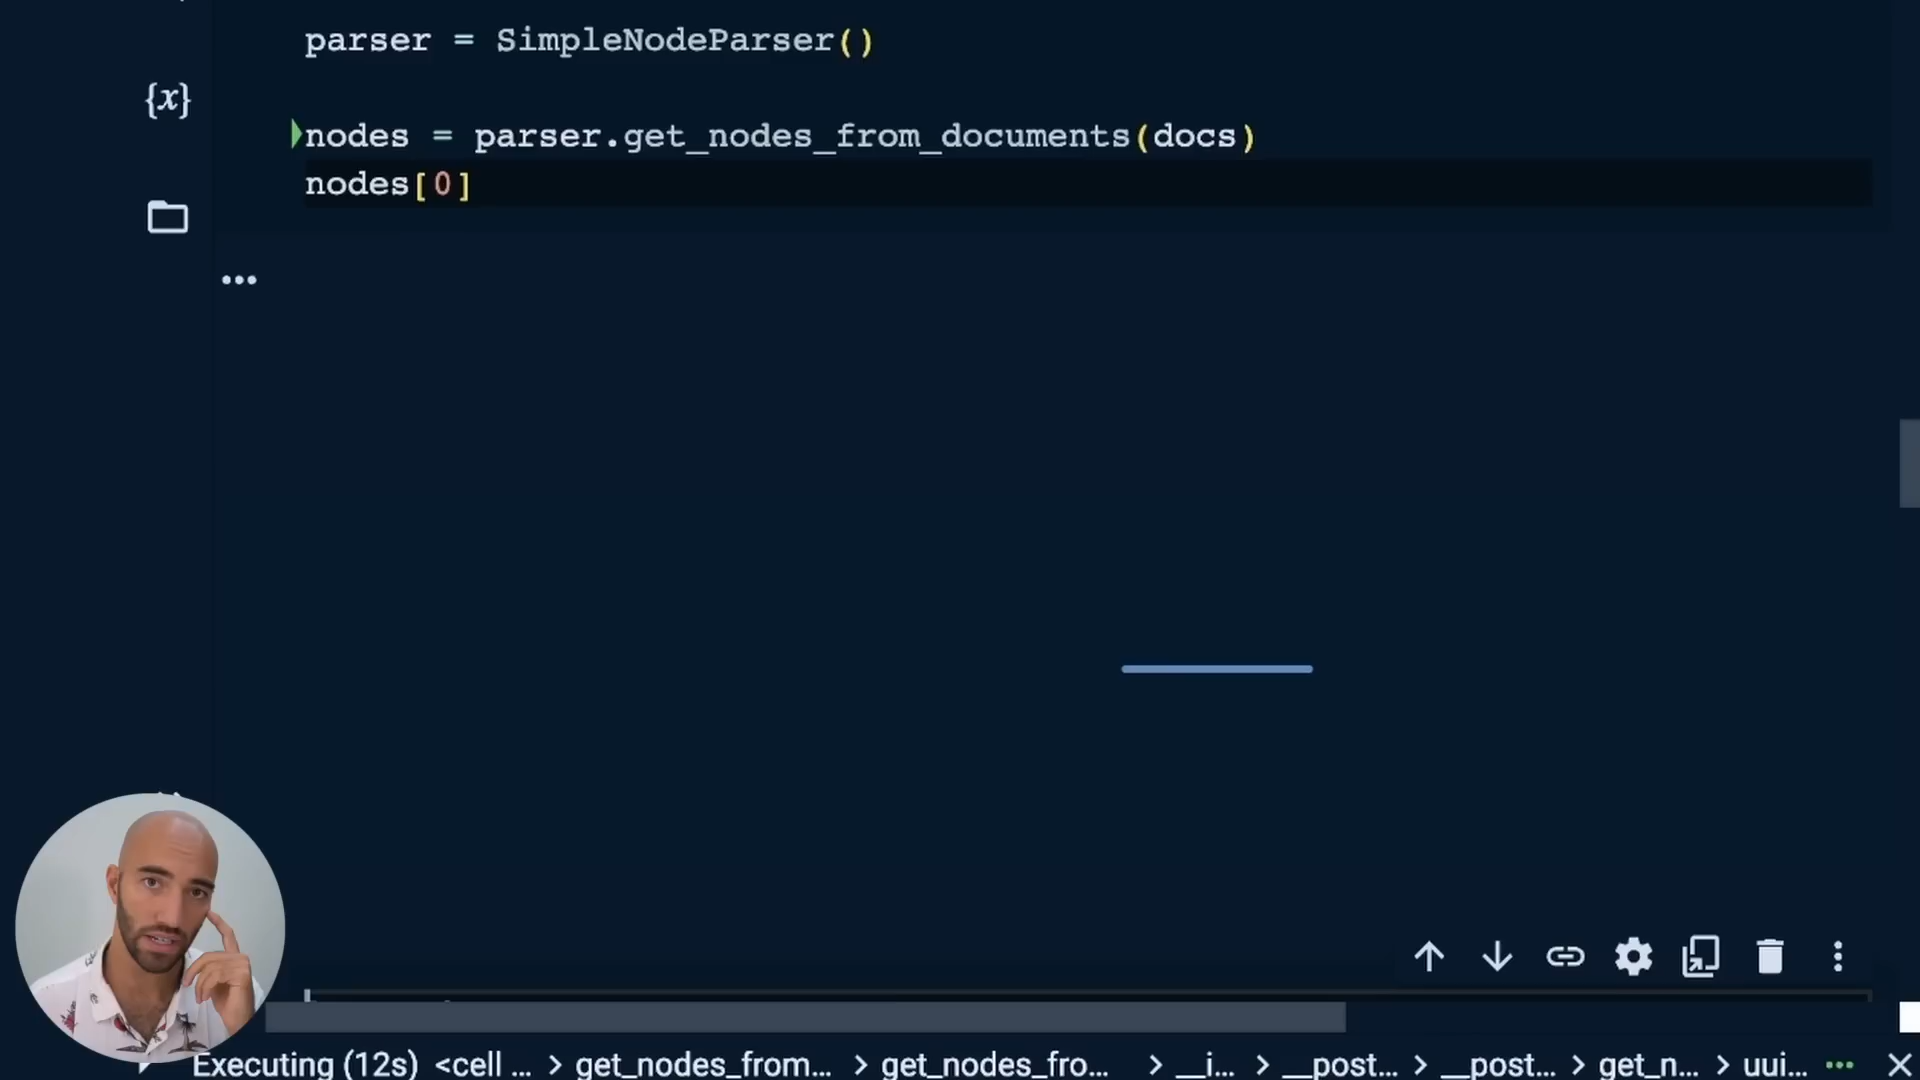 parser = SimpleNodeParser()
{x}
nodes = parser.get_nodes_from_documents(docs)
nodes[0]
Executing (12s) <cell ... > get_nodes_from... > get_nodes_fro... > __i... > __post... > __post... > get_n... > uui...